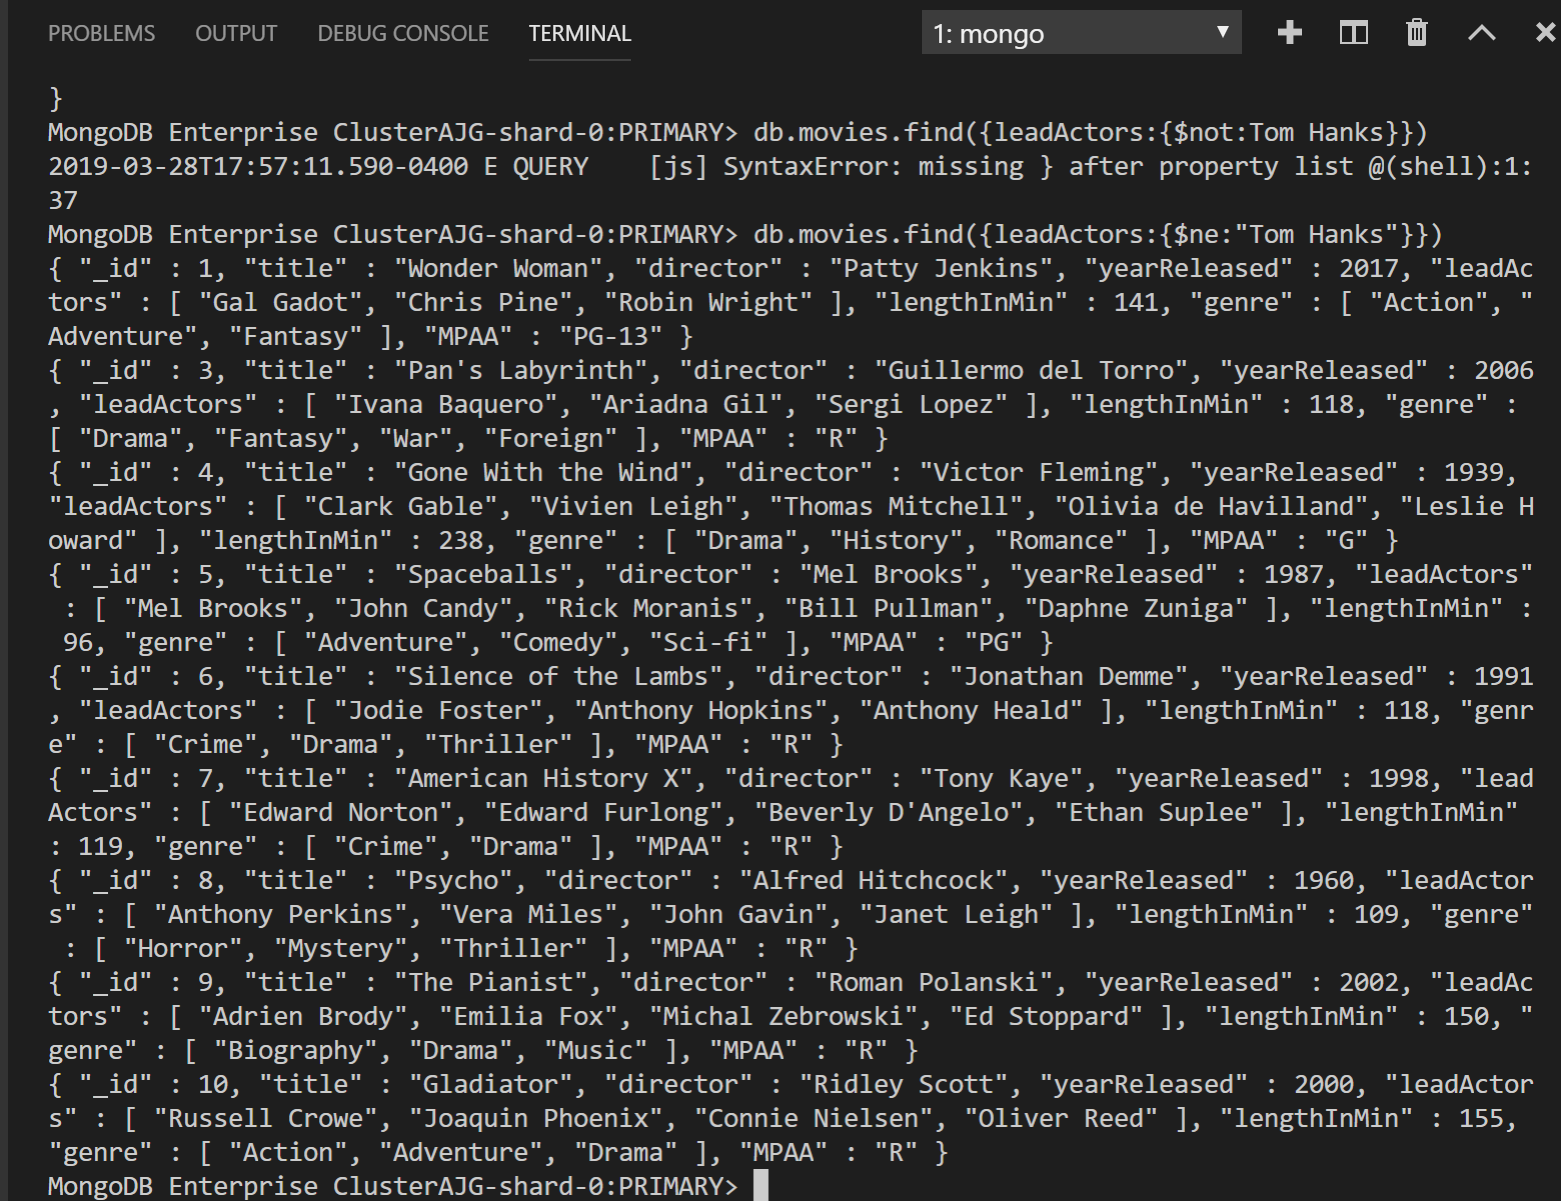 PROBLEMS OUTPUT DEBUG CONSOLE TERMINAL 1: mongo
}
MongoDB Enterprise ClusterAJG-shard-0:PRIMARY> db.movies.find({leadActors:{$not:Tom Hanks}})
2019-03-28T17:57:11.590-0400 E QUERY    [js] SyntaxError: missing } after property list @(shell):1:
37
MongoDB Enterprise ClusterAJG-shard-0:PRIMARY> db.movies.find({leadActors:{$ne:"Tom Hanks"}})
{ "_id" : 1, "title" : "Wonder Woman", "director" : "Patty Jenkins", "yearReleased" : 2017, "leadAc
tors" : [ "Gal Gadot", "Chris Pine", "Robin Wright" ], "lengthInMin" : 141, "genre" : [ "Action", "
Adventure", "Fantasy" ], "MPAA" : "PG-13" }
{ "_id" : 3, "title" : "Pan's Labyrinth", "director" : "Guillermo del Torro", "yearReleased" : 2006
, "leadActors" : [ "Ivana Baquero", "Ariadna Gil", "Sergi Lopez" ], "lengthInMin" : 118, "genre" :
[ "Drama", "Fantasy", "War", "Foreign" ], "MPAA" : "R" }
{ "_id" : 4, "title" : "Gone With the Wind", "director" : "Victor Fleming", "yearReleased" : 1939,
"leadActors" : [ "Clark Gable", "Vivien Leigh", "Thomas Mitchell", "Olivia de Havilland", "Leslie H
oward" ], "lengthInMin" : 238, "genre" : [ "Drama", "History", "Romance" ], "MPAA" : "G" }
{ "_id" : 5, "title" : "Spaceballs", "director" : "Mel Brooks", "yearReleased" : 1987, "leadActors"
 : [ "Mel Brooks", "John Candy", "Rick Moranis", "Bill Pullman", "Daphne Zuniga" ], "lengthInMin" :
 96, "genre" : [ "Adventure", "Comedy", "Sci-fi" ], "MPAA" : "PG" }
{ "_id" : 6, "title" : "Silence of the Lambs", "director" : "Jonathan Demme", "yearReleased" : 1991
, "leadActors" : [ "Jodie Foster", "Anthony Hopkins", "Anthony Heald" ], "lengthInMin" : 118, "genr
e" : [ "Crime", "Drama", "Thriller" ], "MPAA" : "R" }
{ "_id" : 7, "title" : "American History X", "director" : "Tony Kaye", "yearReleased" : 1998, "lead
Actors" : [ "Edward Norton", "Edward Furlong", "Beverly D'Angelo", "Ethan Suplee" ], "lengthInMin"
: 119, "genre" : [ "Crime", "Drama" ], "MPAA" : "R" }
{ "_id" : 8, "title" : "Psycho", "director" : "Alfred Hitchcock", "yearReleased" : 1960, "leadActor
s" : [ "Anthony Perkins", "Vera Miles", "John Gavin", "Janet Leigh" ], "lengthInMin" : 109, "genre"
 : [ "Horror", "Mystery", "Thriller" ], "MPAA" : "R" }
{ "_id" : 9, "title" : "The Pianist", "director" : "Roman Polanski", "yearReleased" : 2002, "leadAc
tors" : [ "Adrien Brody", "Emilia Fox", "Michal Zebrowski", "Ed Stoppard" ], "lengthInMin" : 150, "
genre" : [ "Biography", "Drama", "Music" ], "MPAA" : "R" }
{ "_id" : 10, "title" : "Gladiator", "director" : "Ridley Scott", "yearReleased" : 2000, "leadActor
s" : [ "Russell Crowe", "Joaquin Phoenix", "Connie Nielsen", "Oliver Reed" ], "lengthInMin" : 155,
"genre" : [ "Action", "Adventure", "Drama" ], "MPAA" : "R" }
MongoDB Enterprise ClusterAJG-shard-0:PRIMARY>